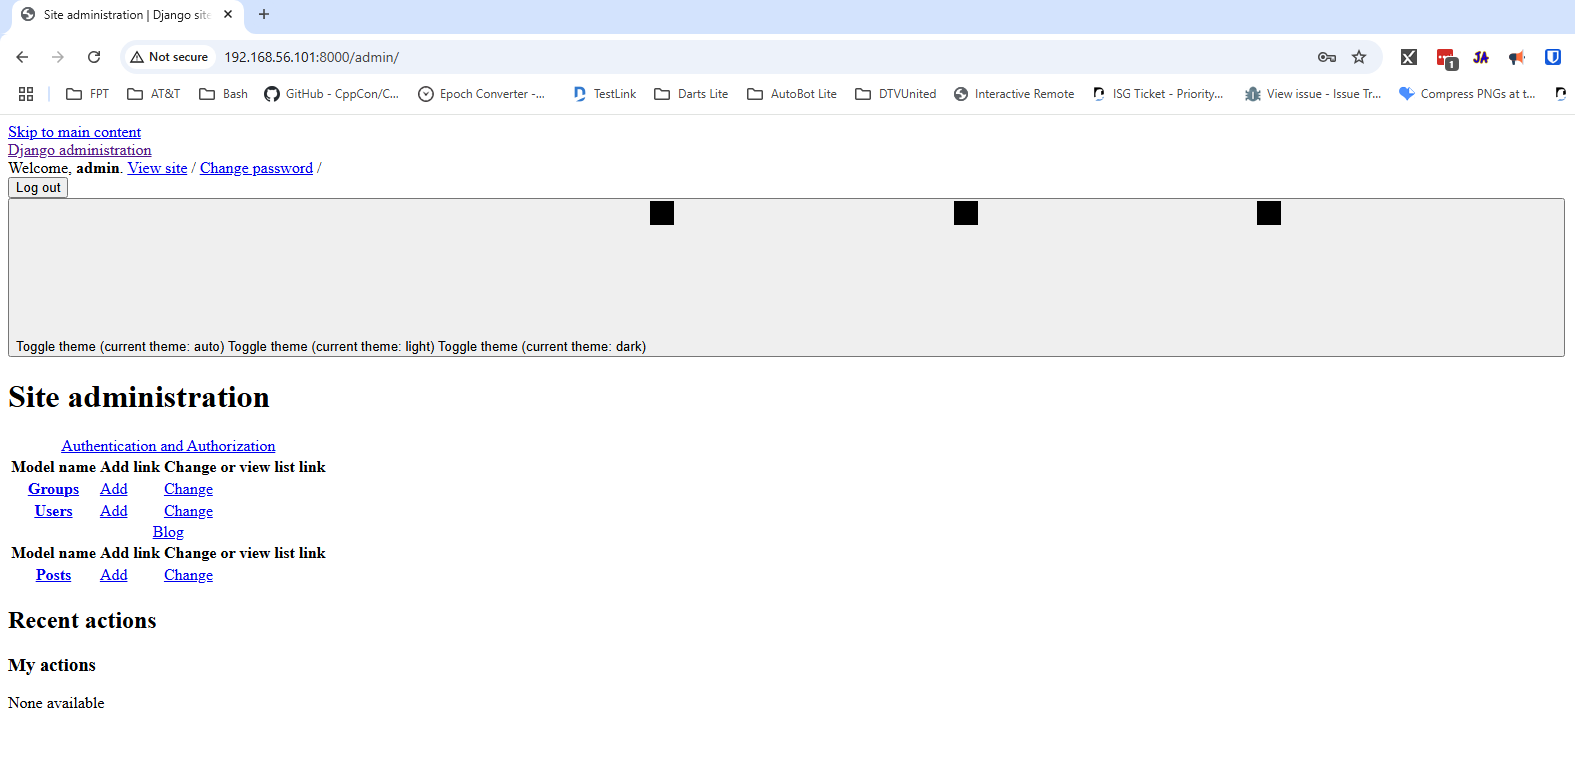 Site administration | Django site
Not secure 192.168.56.101:8000/admin/
1 JA
FPT AT&T Bash GitHub - CppCon/C... Epoch Converter -... TestLink Darts Lite AutoBot Lite DTVUnited Interactive Remote ISG Ticket - Priority... View issue - Issue Tr... Compress PNGs at t...
Skip to main content
Django administration
Welcome, admin. View site / Change password /
Log out
Toggle theme (current theme: auto) Toggle theme (current theme: light) Toggle theme (current theme: dark)
Site administration
Authentication and Authorization
Model name Add link Change or view list link
Groups Add Change
Users Add Change
Blog
Model name Add link Change or view list link
Posts Add Change
Recent actions
My actions
None available